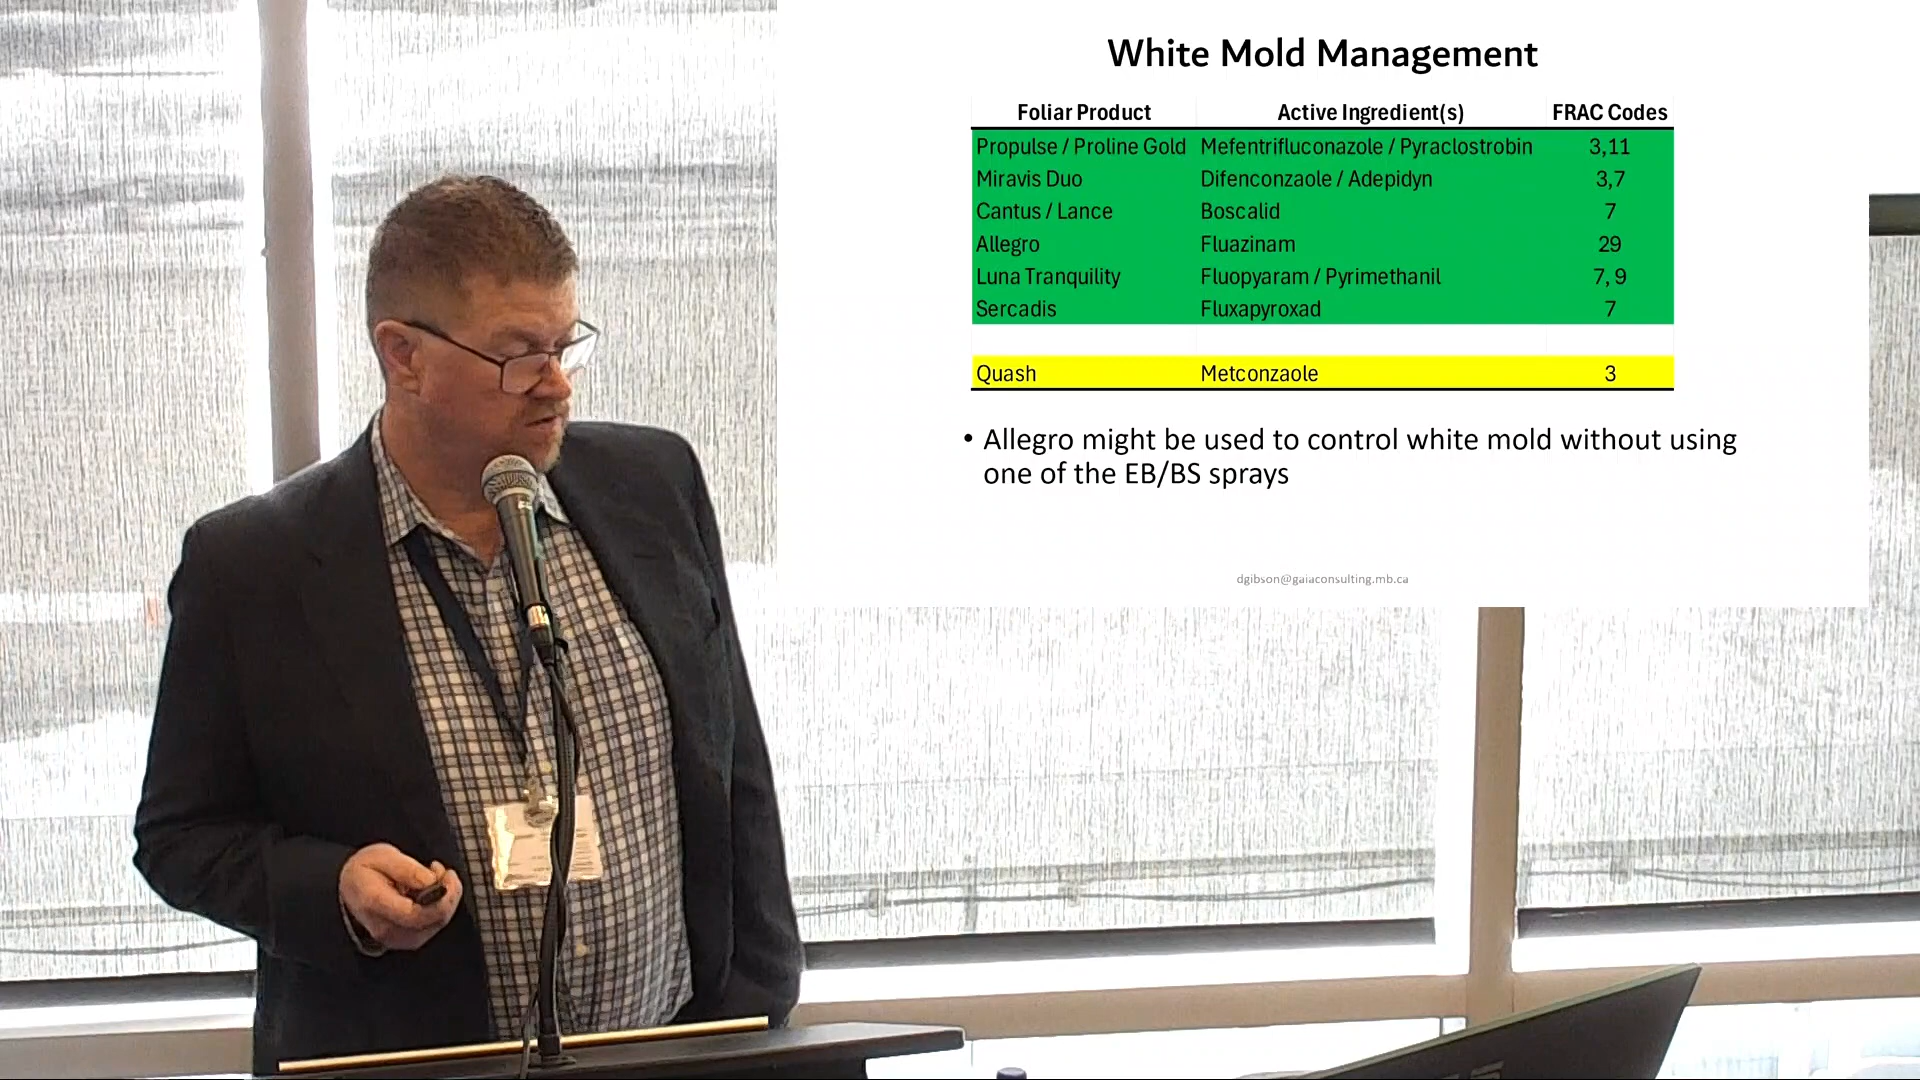 White Mold Management
Foliar Product Active Ingredient(s) FRAC Codes
Propulse / Proline Gold Mefentrifluconazole / Pyraclostrobin 3,11
Miravis Duo Difenconzaole / Adepidyn 3,7
Cantus / Lance Boscalid 7
Allegro Fluazinam 29
Luna Tranquility Fluopyaram / Pyrimethanil 7, 9
Sercadis Fluxapyroxad 7
Quash Metconzaole 3
• Allegro might be used to control white mold without using
one of the EB/BS sprays
dgibson@gaiaconsulting.mb.ca